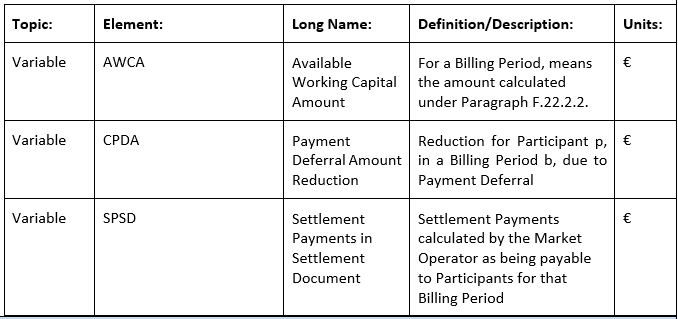 Topic: Element: Long Name: Definition/Description: Units:
Variable AWCA Available For a Billing Period, means €
Working Capital the amount calculated
Amount under Paragraph F.22.2.2.
Variable CPDA Payment Reduction for Participant p, €
Deferral Amount in a Billing Period b, due to
Reduction Payment Deferral
Variable SPSD Settlement Settlement Payments €
Payments in calculated by the Market
Settlement Operator as being payable
Document to Participants for that
Billing Period